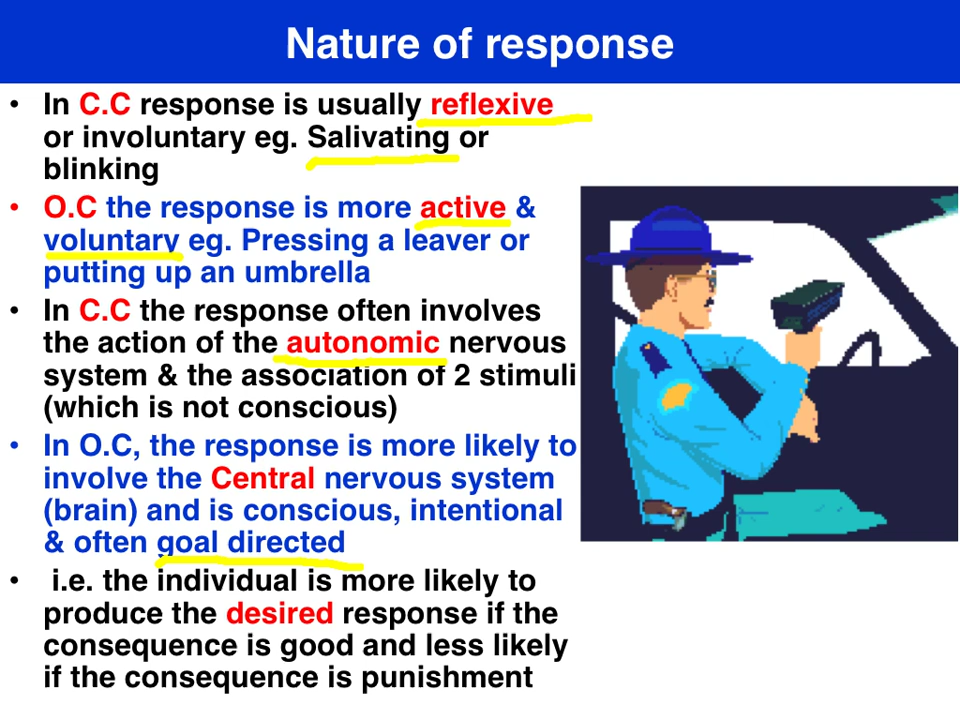 Nature of response
• In C.C response is usually reflexive
or involuntary eg. Salivating or
blinking
• O.C the response is more active &
voluntary eg. Pressing a leaver or
putting up an umbrella
• In C.C the response often involves
the action of the autonomic nervous
system & the association of 2 stimuli
(which is not conscious)
• In O.C, the response is more likely to
involve the Central nervous system
(brain) and is conscious, intentional
& often goal directed
• i.e. the individual is more likely to
produce the desired response if the
consequence is good and less likely
if the consequence is punishment